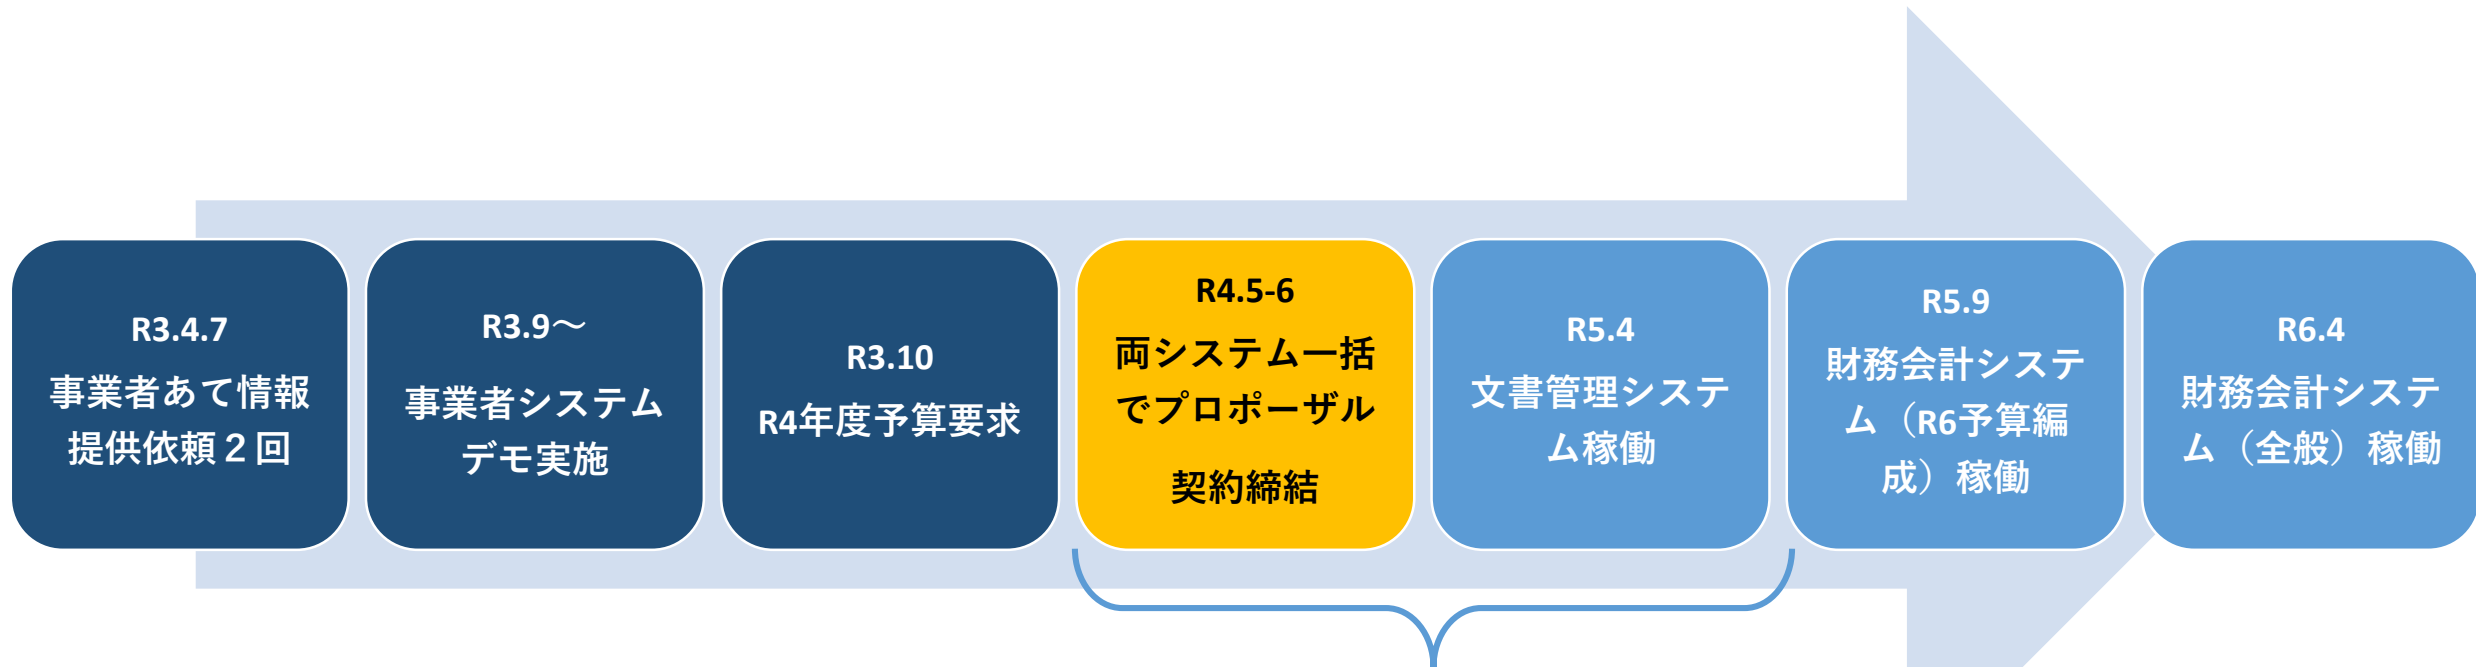 R3.4.7
事業者あて情報
提供依頼２回
R3.9～
事業者システム
デモ実施
R3.10
R4年度予算要求
R4.5-6
両システム一括
でプロポーザル
契約締結
R5.4
文書管理システ
ム稼働
R5.9
財務会計システ
ム（R6予算編
成）稼働
R6.4
財務会計システ
ム（全般）稼働